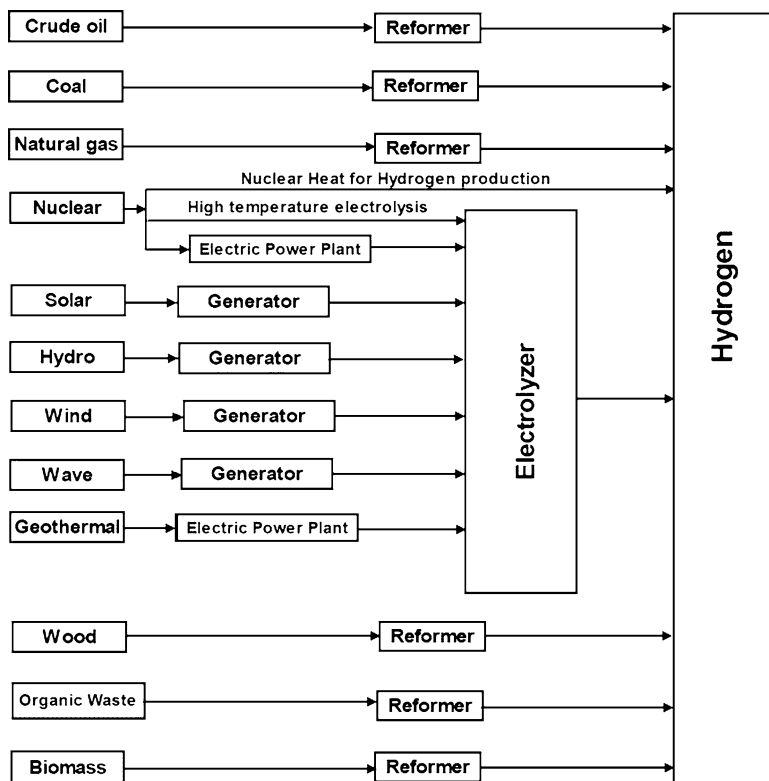 Crude oil
Reformer
Coal
Reformer
Natural gas
Reformer
Nuclear Heat for Hydrogen production
Nuclear
High temperature electrolysis
Electric Power Plant
Solar
Generator
Hydro
Generator
Wind
Generator
Wave
Generator
Geothermal
Electric Power Plant
Electrolyzer
Hydrogen
Wood
Reformer
Organic Waste
Reformer
Biomass
Reformer